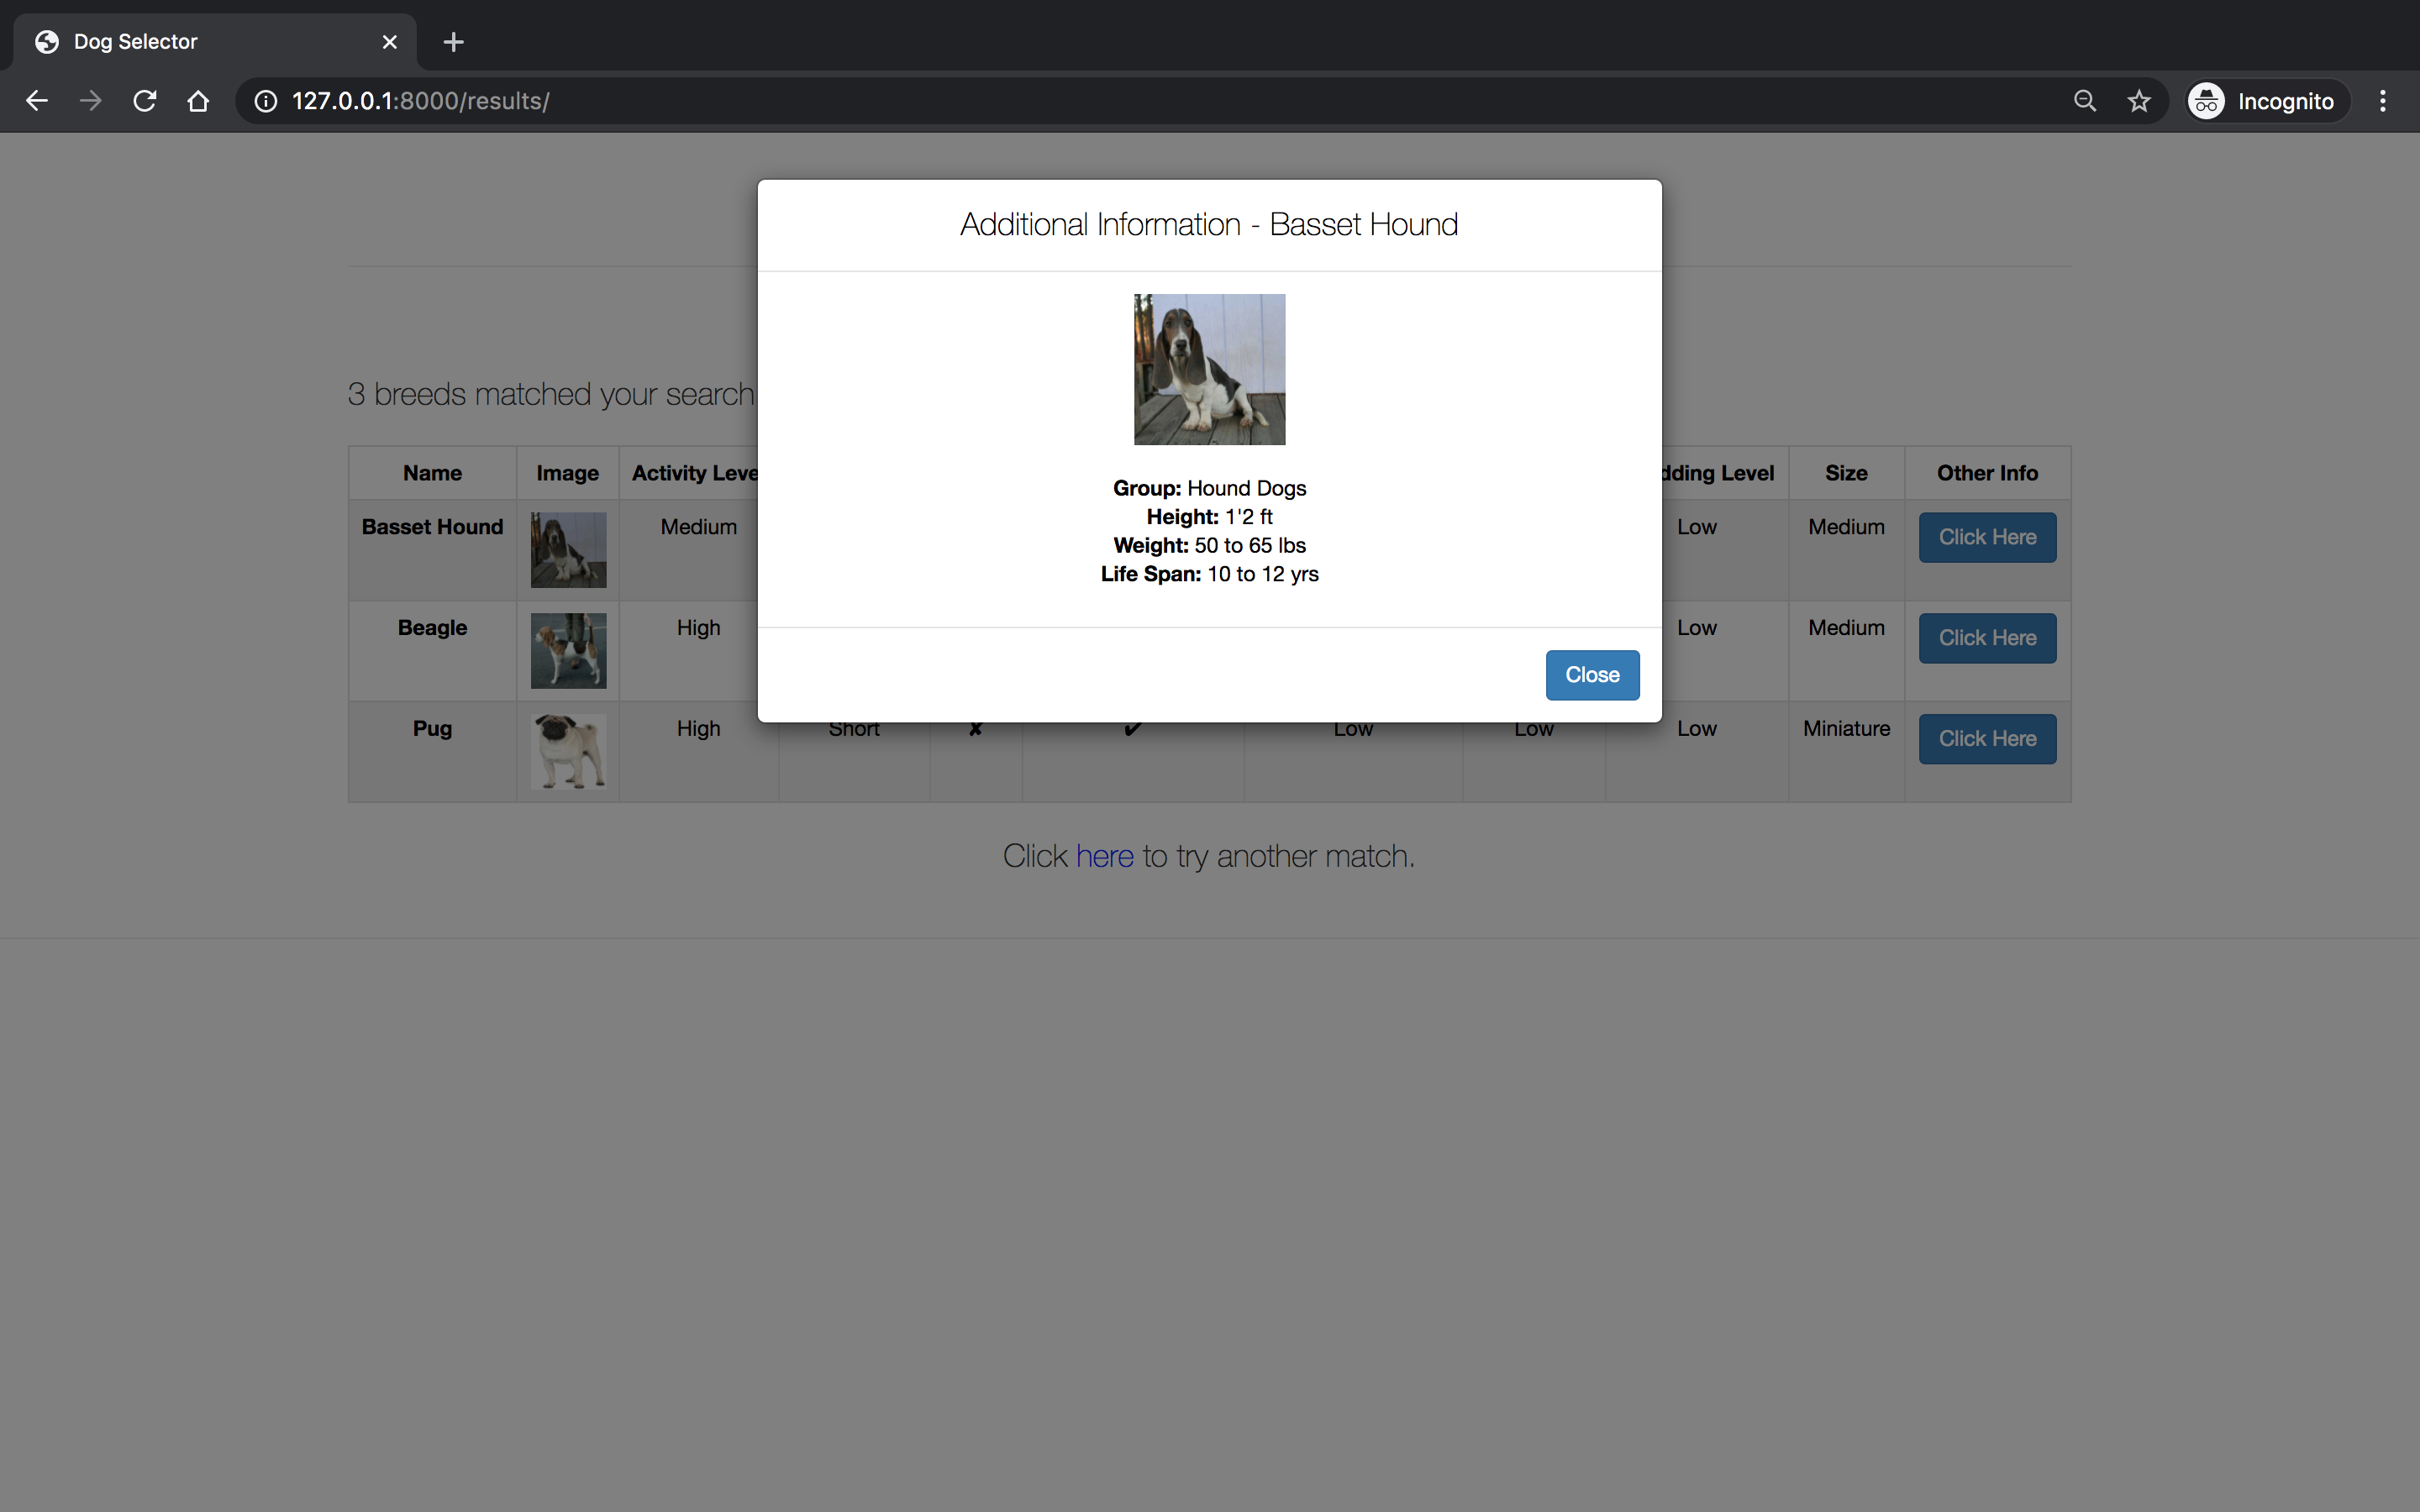 Dog Selector
127.0.0.1:8000/results/
Incognito
Additional Information - Basset Hound
Group: Hound Dogs
Height: 1'2 ft
Weight: 50 to 65 lbs
Life Span: 10 to 12 yrs
Close
3 breeds matched your search
Name Image Activity Leve dding Level Size Other Info
Basset Hound Medium Low Medium Click Here
Beagle High Low Medium Click Here
Pug High Short ✘ ✔ Low Low Low Miniature Click Here
Click here to try another match.